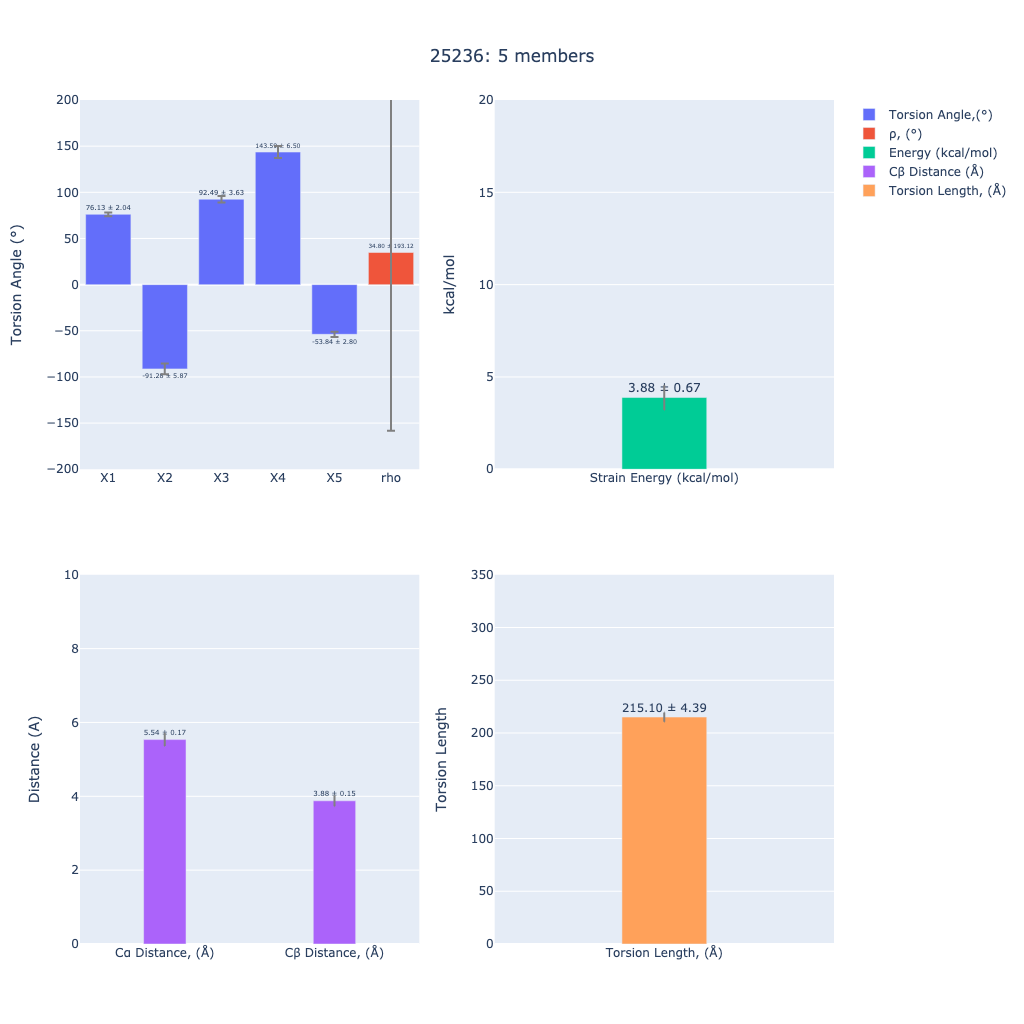 25236: 5 members
200
150
100
50
0
−50
−100
−150
−200
Torsion Angle (°)
76.13 ± 2.04
-91.28 ± 5.87
92.49 ± 3.63
143.59 ± 6.50
-53.84 ± 2.80
34.80 ± 193.12
X1 X2 X3 X4 X5 rho
20
15
10
5
0
kcal/mol
3.88 ± 0.67
Strain Energy (kcal/mol)
Torsion Angle,(°)
ρ, (°)
Energy (kcal/mol)
Cβ Distance (Å)
Torsion Length, (Å)
10
8
6
4
2
0
Distance (A)
5.54 ± 0.17
3.88 ± 0.15
Cα Distance, (Å) Cβ Distance, (Å)
350
300
250
200
150
100
50
0
Torsion Length
215.10 ± 4.39
Torsion Length, (Å)